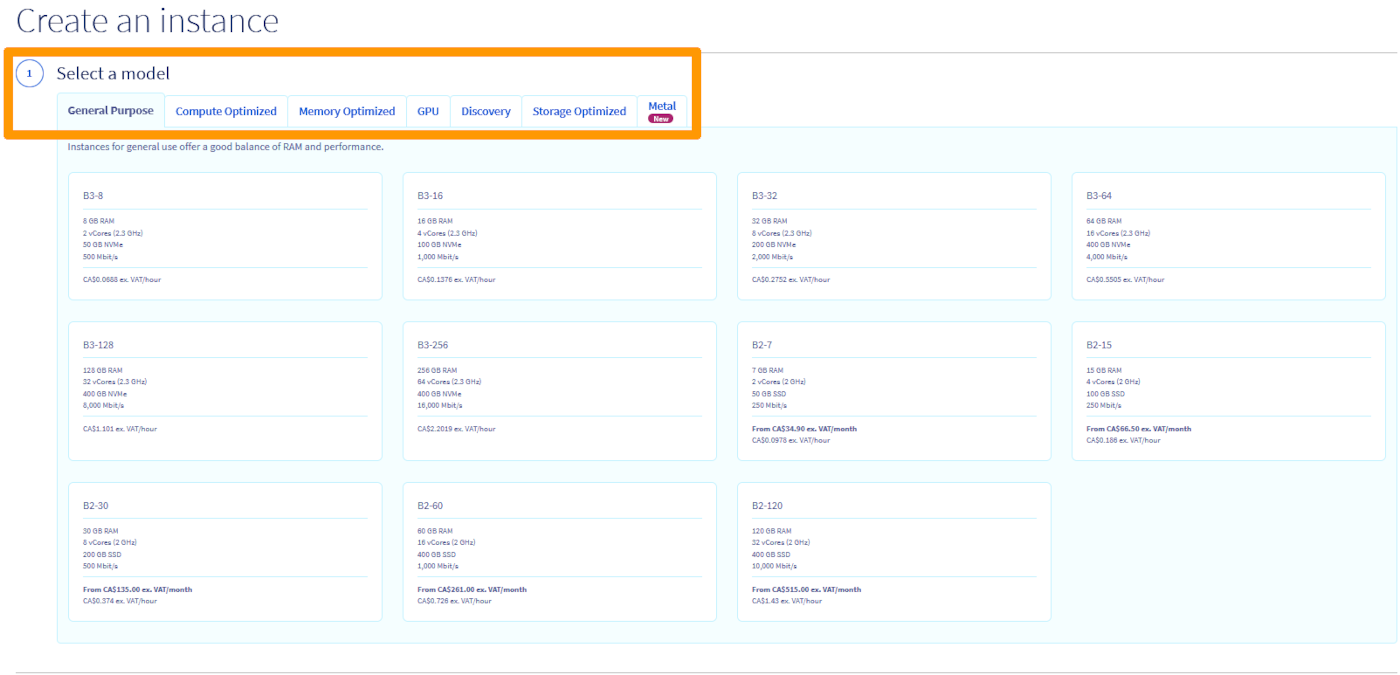 Create an instance
1 Select a model
General Purpose Compute Optimized Memory Optimized GPU Discovery Storage Optimized Metal
New
Instances for general use offer a good balance of RAM and performance.
B3-8
8 GB RAM
2 vCores (2.3 GHz)
50 GB NVMe
500 Mbit/s
CA$0.0688 ex. VAT/hour
B3-16
16 GB RAM
4 vCores (2.3 GHz)
100 GB NVMe
1,000 Mbit/s
CA$0.1376 ex. VAT/hour
B3-32
32 GB RAM
8 vCores (2.3 GHz)
200 GB NVMe
2,000 Mbit/s
CA$0.2752 ex. VAT/hour
B3-64
64 GB RAM
16 vCores (2.3 GHz)
400 GB NVMe
4,000 Mbit/s
CA$0.5505 ex. VAT/hour
B3-128
128 GB RAM
32 vCores (2.3 GHz)
400 GB NVMe
8,000 Mbit/s
CA$1.101 ex. VAT/hour
B3-256
256 GB RAM
64 vCores (2.3 GHz)
400 GB NVMe
16,000 Mbit/s
CA$2.2019 ex. VAT/hour
B2-7
7 GB RAM
2 vCores (2 GHz)
50 GB SSD
250 Mbit/s
From CA$34.90 ex. VAT/month
CA$0.0978 ex. VAT/hour
B2-15
15 GB RAM
4 vCores (2 GHz)
100 GB SSD
250 Mbit/s
From CA$66.50 ex. VAT/month
CA$0.186 ex. VAT/hour
B2-30
30 GB RAM
8 vCores (2 GHz)
200 GB SSD
500 Mbit/s
From CA$135.00 ex. VAT/month
CA$0.374 ex. VAT/hour
B2-60
60 GB RAM
16 vCores (2 GHz)
400 GB SSD
1,000 Mbit/s
From CA$261.00 ex. VAT/month
CA$0.726 ex. VAT/hour
B2-120
120 GB RAM
32 vCores (2 GHz)
400 GB SSD
10,000 Mbit/s
From CA$515.00 ex. VAT/month
CA$1.43 ex. VAT/hour